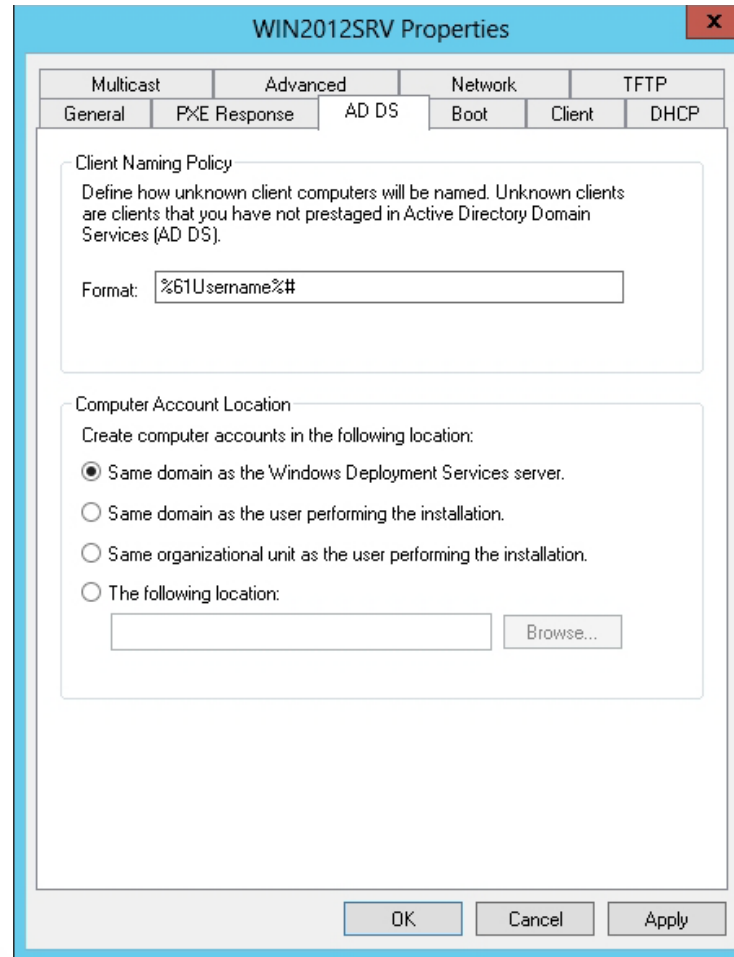 WIN2012SRV Properties
x
Multicast Advanced Network TFTP
General PXE Response AD DS Boot Client DHCP
Client Naming Policy
Define how unknown client computers will be named. Unknown clients
are clients that you have not prestaged in Active Directory Domain
Services (AD DS).
Format: %61Username%#
Computer Account Location
Create computer accounts in the following location:
Same domain as the Windows Deployment Services server.
Same domain as the user performing the installation.
Same organizational unit as the user performing the installation.
The following location:
Browse...
OK Cancel Apply